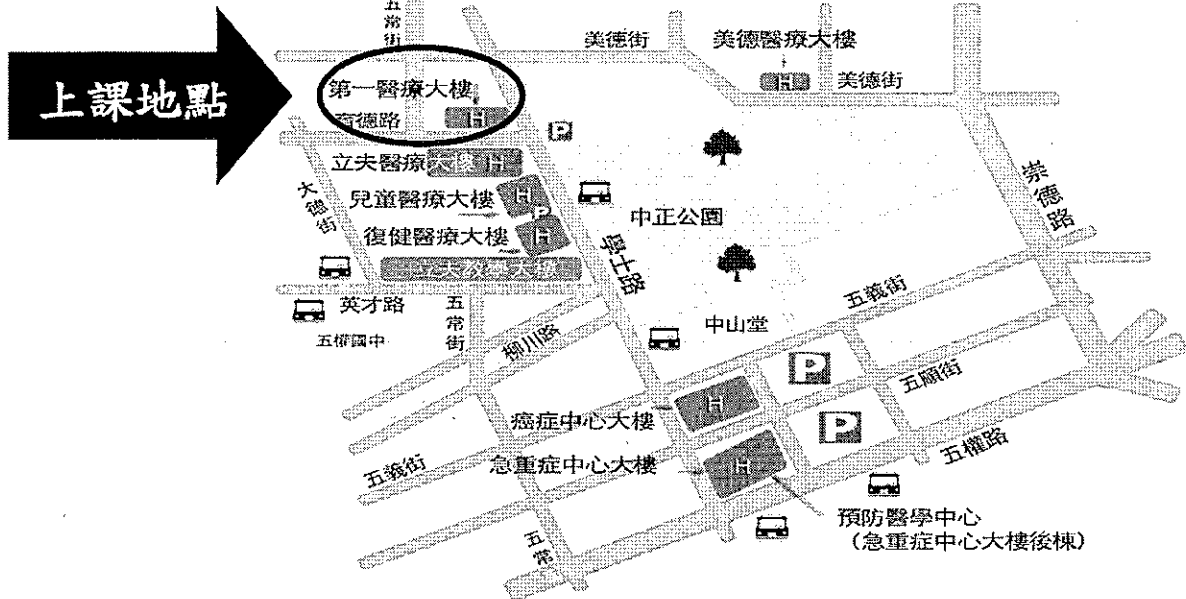 五常街
美德街
美德醫療大樓
H
美德街
上課地點
第一醫療大樓
H
育德路
P
立夫醫療大樓 H
大德街
兒童醫療大樓
H
P
復健醫療大樓
H
立夫教學大樓
中正公園
學士路
崇德路
英才路
五權國中
五常街
柳川路
中山堂
五義街
P
五順街
癌症中心大樓
H
P
五義街
急重症中心大樓
H
五權路
預防醫學中心
(急重症中心大樓後棟)
五常